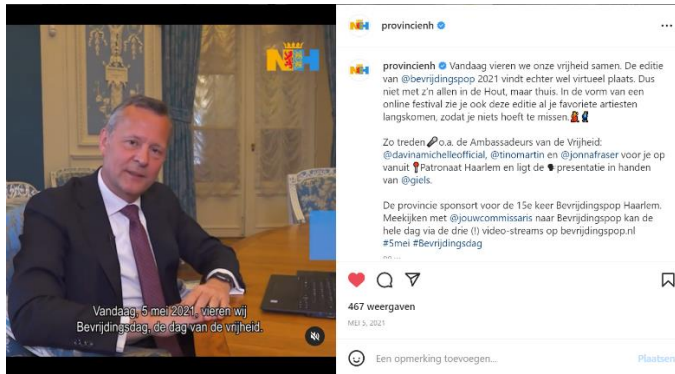 NH
Vandaag, 5 mei 2021, vieren wij
Bevrijdingsdag, de dag van de vrijheid.
provincienh
provincienh Vandaag vieren we onze vrijheid samen. De editie
van @bevrijdingspop 2021 vindt echter wel virtueel plaats. Dus
niet met z'n allen in de Hout, maar thuis. In de vorm van een
online festival zie je ook deze editie al je favoriete artiesten
langskomen, zodat je niets hoeft te missen.
Zo treden o.a. de Ambassadeurs van de Vrijheid:
@davinamichelleofficial, @tinomartin en @jonnafraser voor je op
vanuit Patronaat Haarlem en ligt de presentatie in handen
van @giels.
De provincie sponsort voor de 15e keer Bevrijdingspop Haarlem.
Meekijken met @jouwcommissaris naar Bevrijdingspop kan de
hele dag via de drie (!) video-streams op bevrijdingspop.nl
#5mei #Bevrijdingsdag
467 weergaven
MEI 5, 2021
Een opmerking toevoegen...
Plaatsen